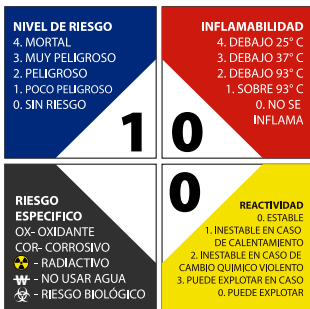 NIVEL DE RIESGO
4. MORTAL
3. MUY PELIGROSO
2. PELIGROSO
1. POCO PELIGROSO
0. SIN RIESGO
1
INFLAMABILIDAD
4. DEBAJO 25° C
3. DEBAJO 37° C
2. DEBAJO 93° C
1. SOBRE 93° C
0. NO SE
INFLAMA
0
RIESGO
ESPECIFICO
OX- OXIDANTE
COR- CORROSIVO
- RADIACTIVO
W - NO USAR AGUA
- RIESGO BIOLÓGICO
0
REACTIVIDAD
0. ESTABLE
1. INESTABLE EN CASO
DE CALENTAMIENTO
2. INESTABLE EN CASO DE
CAMBIO QUIMICO VIOLENTO
3. PUEDE EXPLOTAR EN CASO
0. PUEDE EXPLOTAR